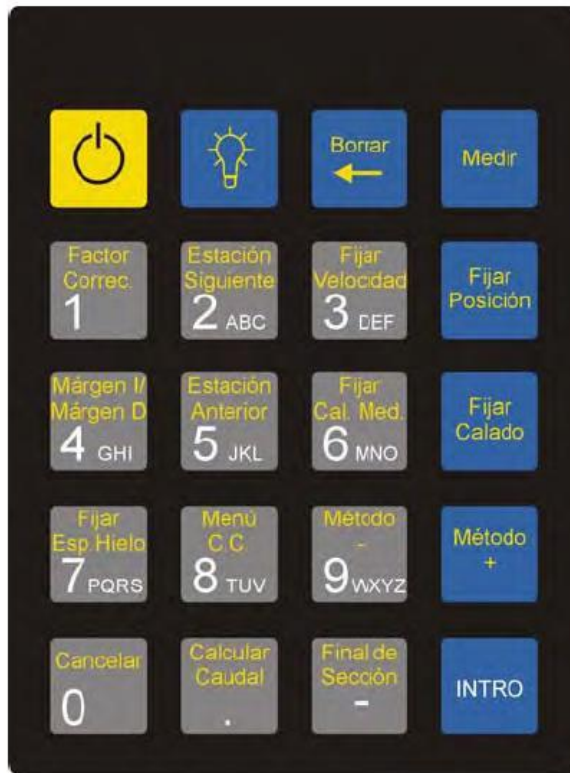 Borrar
Medir
Factor
Correc.
1
Estación
Siguiente
2 ABC
Fijar
Velocidad
3 DEF
Fijar
Posición
Márgen I/
Márgen D
4 GHI
Estación
Anterior
5 JKL
Fijar
Cal. Med.
6 MNO
Fijar
Calado
Fijar
Esp.Hielo
7 PQRS
Menú
C.C
8 TUV
Método
-
9 WXYZ
Método
+
Cancelar
0
Calcular
Caudal
.
Final de
Sección
-
INTRO